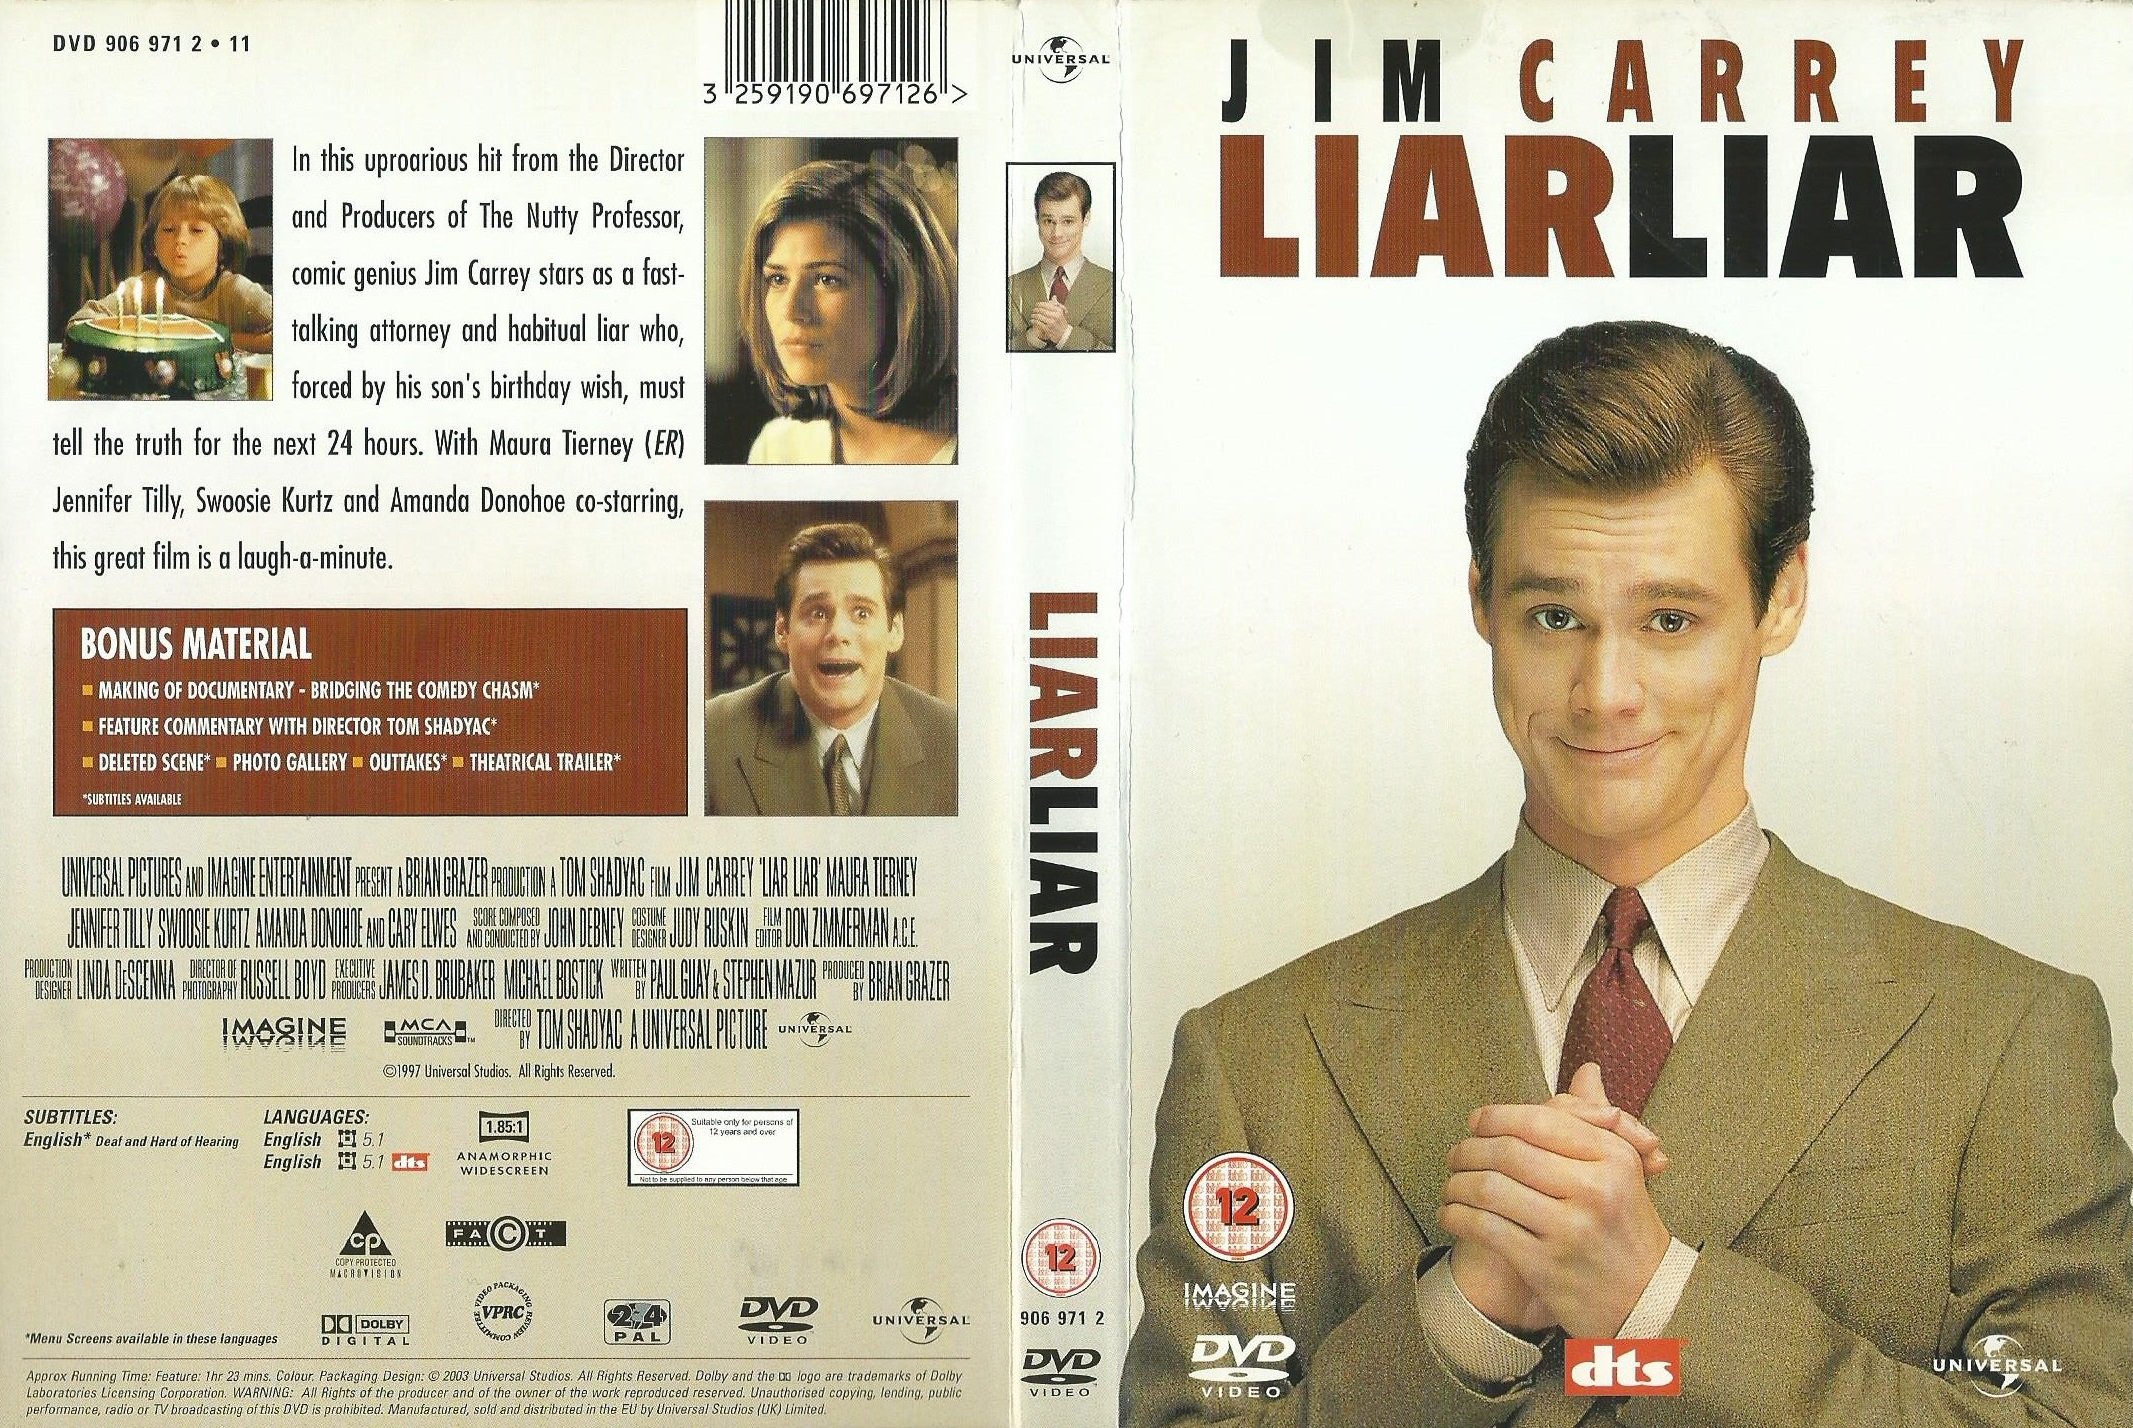 DVD 906 971 2 • 11
3 259190 697126 >
In this uproarious hit from the Director
and Producers of The Nutty Professor,
comic genius Jim Carrey stars as a fast-
talking attorney and habitual liar who,
forced by his son's birthday wish, must
tell the truth for the next 24 hours. With Maura Tierney (ER)
Jennifer Tilly, Swoosie Kurtz and Amanda Donohoe co-starring,
this great film is a laugh-a-minute.
BONUS MATERIAL
MAKING OF DOCUMENTARY - BRIDGING THE COMEDY CHASM*
FEATURE COMMENTARY WITH DIRECTOR TOM SHADYAC*
DELETED SCENE* PHOTO GALLERY OUTTAKES* THEATRICAL TRAILER*
*SUBTITLES AVAILABLE
UNIVERSAL PICTURES AND IMAGINE ENTERTAINMENT PRESENT A BRIAN GRAZER PRODUCTION A TOM SHADYAC FILM JIM CARREY 'LIAR LIAR' MAURA TIERNEY
JENNIFER TILLY SWOOSIE KURTZ AMANDA DONOHOE AND CARY ELWES SCORE COMPOSED AND CONDUCTED BY JOHN DEBNEY COSTUME DESIGNER JUDY RUSKIN FILM EDITOR DON ZIMMERMAN A.C.E.
PRODUCTION DESIGNER LINDA DeSCENNA DIRECTOR OF PHOTOGRAPHY RUSSELL BOYD EXECUTIVE PRODUCERS JAMES D. BRUBAKER MICHAEL BOSTICK WRITTEN BY PAUL GUAY & STEPHEN MAZUR PRODUCED BY BRIAN GRAZER
IMAGINE MCA SOUNDTRACKS ™ DIRECTED BY TOM SHADYAC A UNIVERSAL PICTURE UNIVERSAL
©1997 Universal Studios. All Rights Reserved.
SUBTITLES:
English* Deaf and Hard of Hearing
LANGUAGES:
English 5.1
English 5.1 dts
1.85:1
ANAMORPHIC
WIDESCREEN
12
Suitable only for persons of
12 years and over
Not to be supplied to any person below that age
cp
COPY PROTECTED
MACROVISION
FACT
*Menu Screens available in these languages
DOLBY
DIGITAL
VIDEO PACKAGING REVIEW COMMITTEE
VPRC
2 4
PAL
DVD
VIDEO
UNIVERSAL
Approx Running Time: Feature: 1hr 23 mins. Colour. Packaging Design: © 2003 Universal Studios. All Rights Reserved. Dolby and the logo are trademarks of Dolby
Laboratories Licensing Corporation. WARNING: All Rights of the producer and of the owner of the work reproduced reserved. Unauthorised copying, lending, public
performance, radio or TV broadcasting of this DVD is prohibited. Manufactured, sold and distributed in the EU by Universal Studios (UK) Limited.
UNIVERSAL
LIARLIAR
12
906 971 2
DVD
VIDEO
JIM CARREY
LIARLIAR
12
IMAGINE
DVD
VIDEO
dts
UNIVERSAL